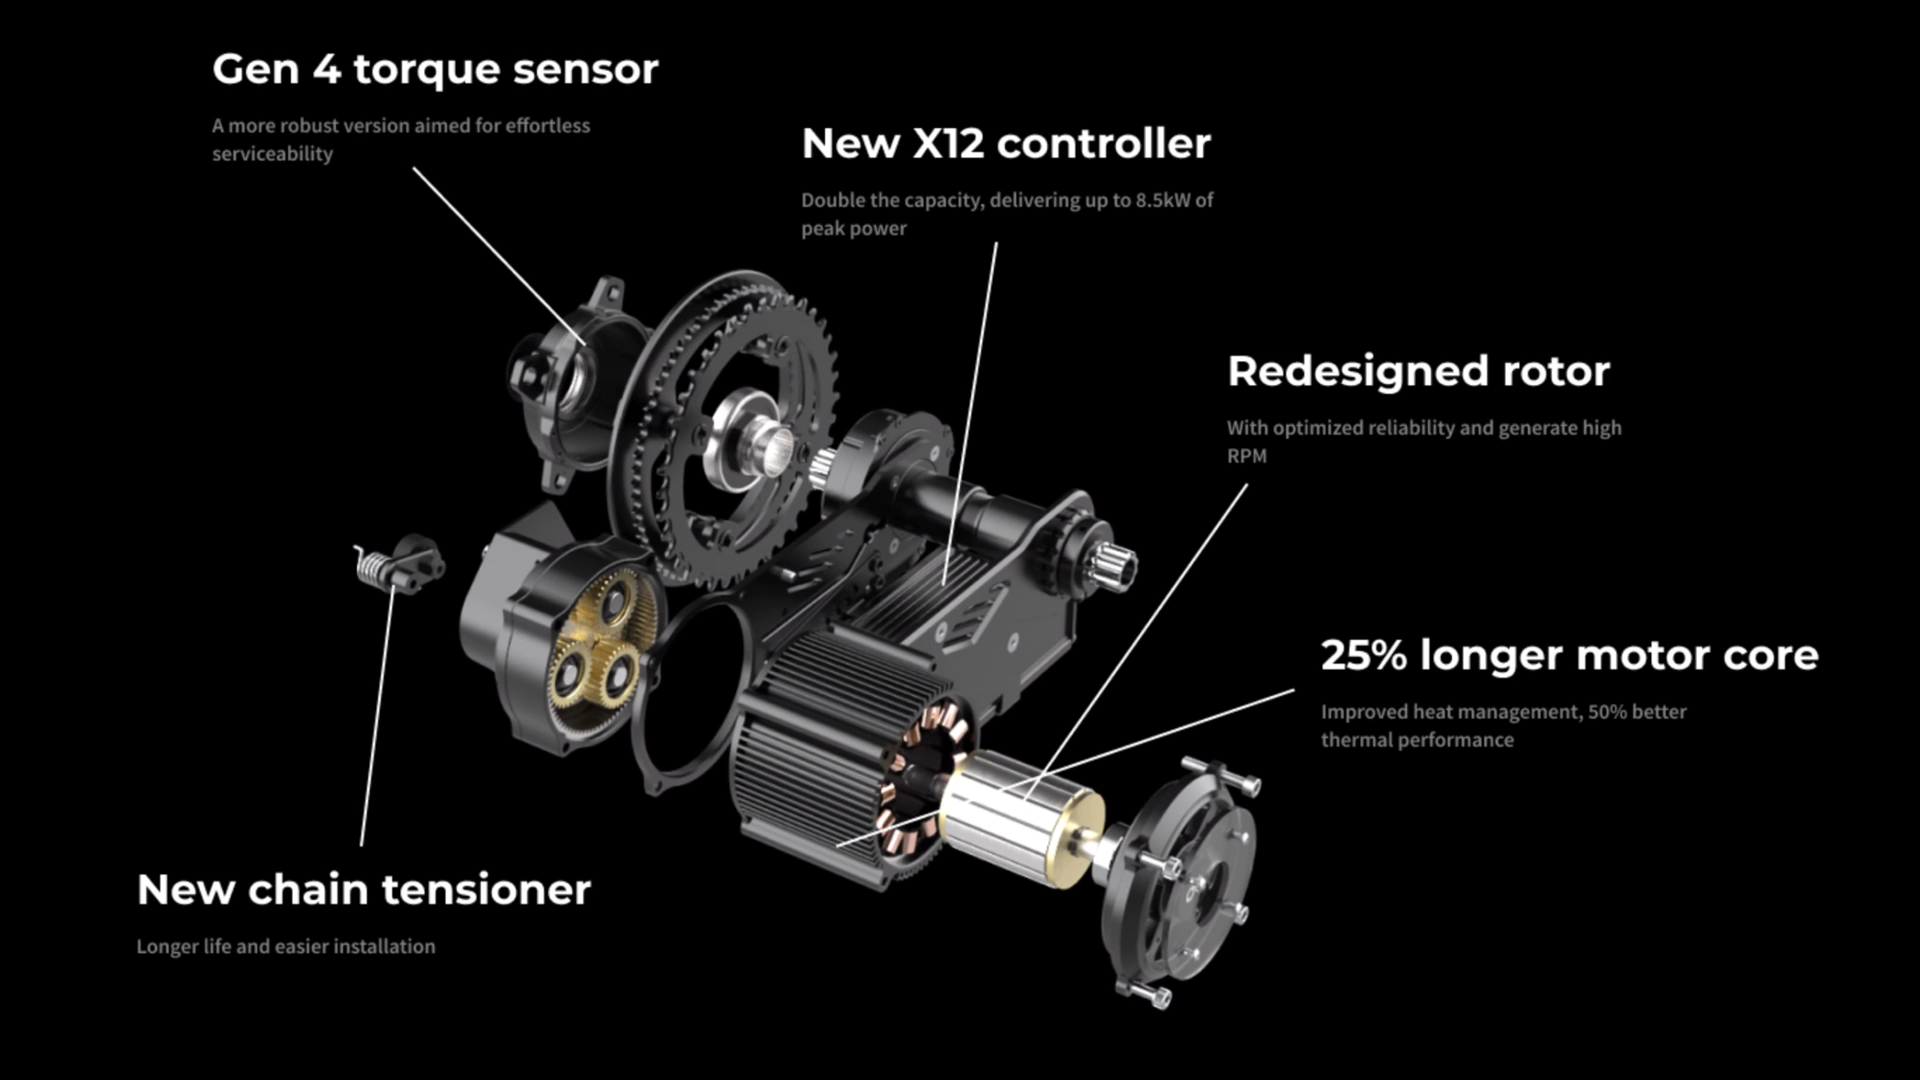 Gen 4 torque sensor
A more robust version aimed for effortless
serviceability
New X12 controller
Double the capacity, delivering up to 8.5kW of
peak power
Redesigned rotor
With optimized reliability and generate high
RPM
25% longer motor core
Improved heat management, 50% better
thermal performance
New chain tensioner
Longer life and easier installation